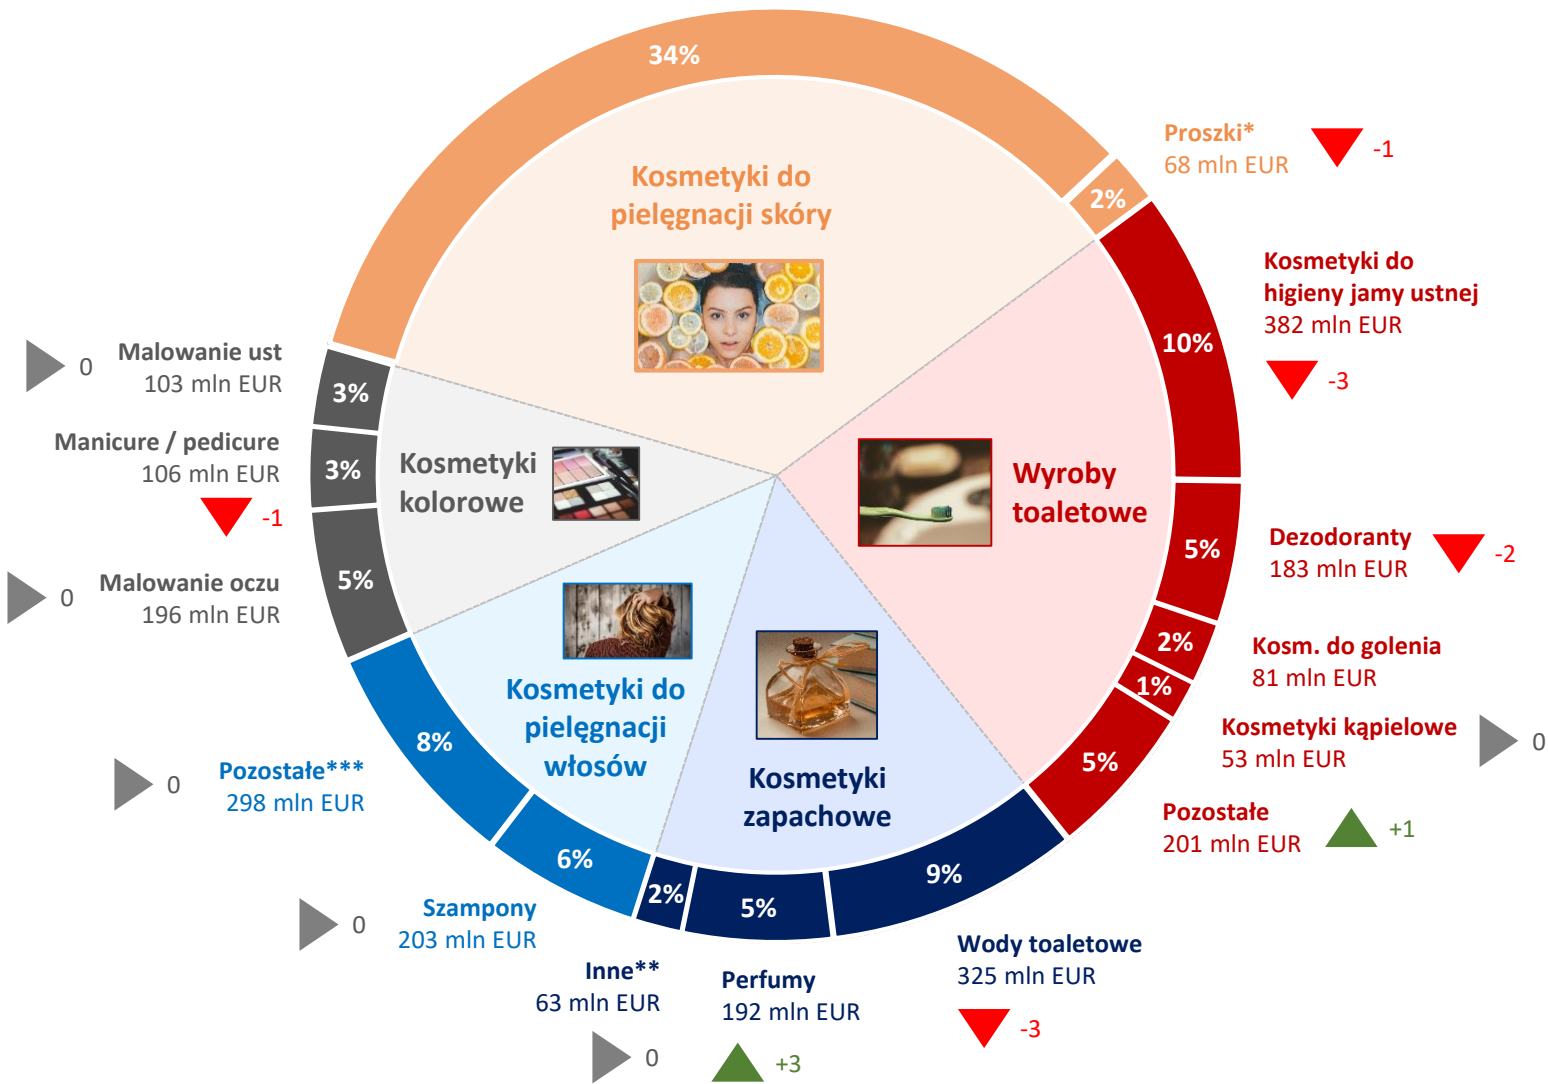 34%
Proszki*
68 mln EUR
-1
2%
Kosmetyki do
pielęgnacji skóry
Kosmetyki do
higieny jamy ustnej
382 mln EUR
-3
10%
Malowanie ust
103 mln EUR
0
3%
Manicure / pedicure
106 mln EUR
-1
3%
Kosmetyki
kolorowe
Wyroby
toaletowe
Malowanie oczu
196 mln EUR
0
5%
5%
Dezodoranty
183 mln EUR
-2
2%
Kosm. do golenia
81 mln EUR
1%
Kosmetyki kąpielowe
53 mln EUR
0
Kosmetyki do
pielęgnacji
włosów
Kosmetyki
zapachowe
8%
Pozostałe***
298 mln EUR
0
5%
Pozostałe
201 mln EUR
+1
6%
Szampony
203 mln EUR
0
2%
5%
9%
Inne**
63 mln EUR
0
Perfumy
192 mln EUR
+3
Wody toaletowe
325 mln EUR
-3